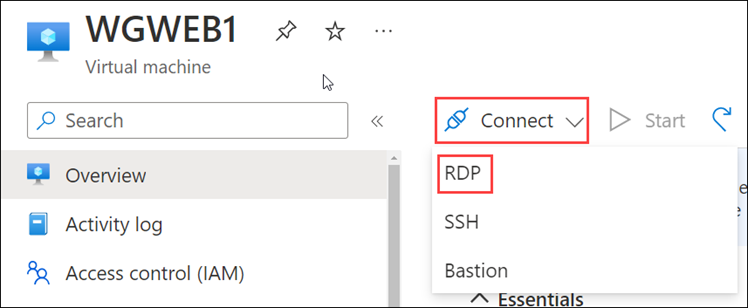 WGWEB1
Virtual machine
Search
Connect
Start
Overview
RDP
Activity log
SSH
Access control (IAM)
Bastion
Essentials